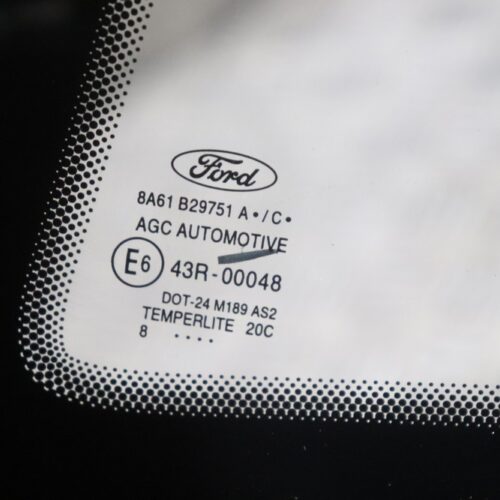 Ford
8A61 B29751 A•/C•
AGC AUTOMOTIVE
E6 43R-00048
DOT-24 M189 AS2
TEMPERLITE 20C
8 ....